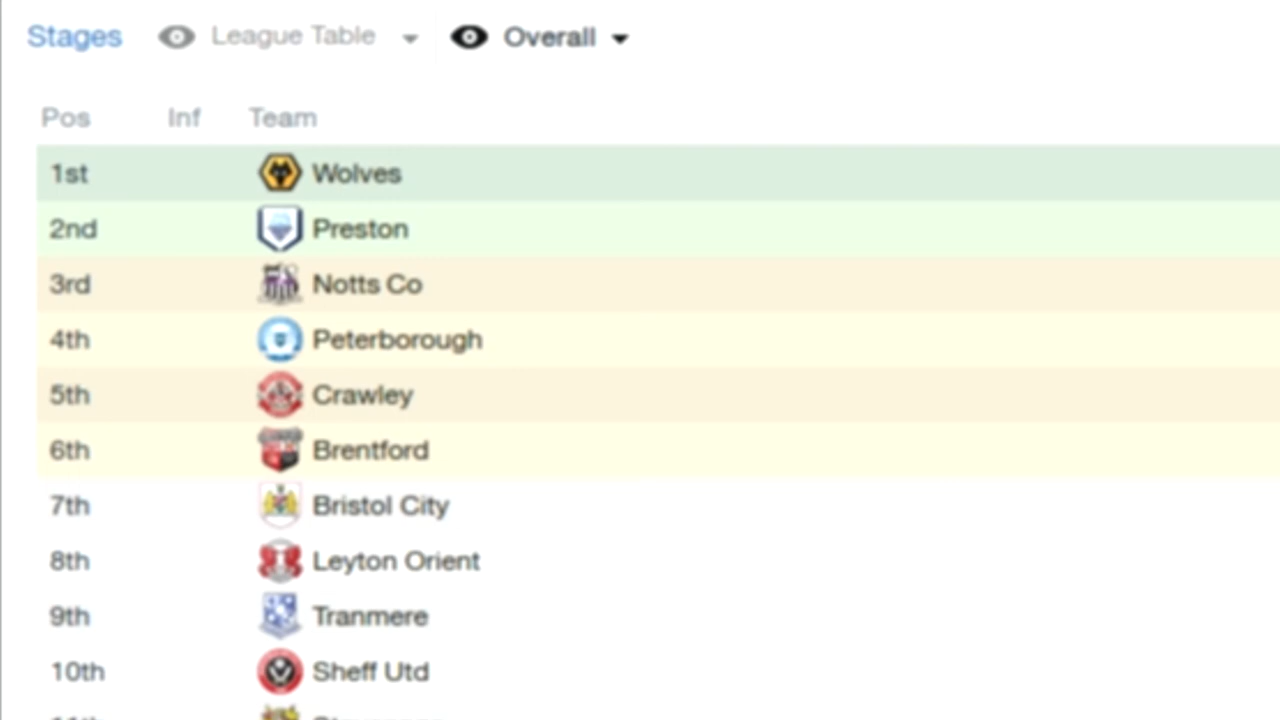 Stages League Table Overall
Pos Inf Team
1st Wolves
2nd Preston
3rd Notts Co
4th Peterborough
5th Crawley
6th Brentford
7th Bristol City
8th Leyton Orient
9th Tranmere
10th Sheff Utd